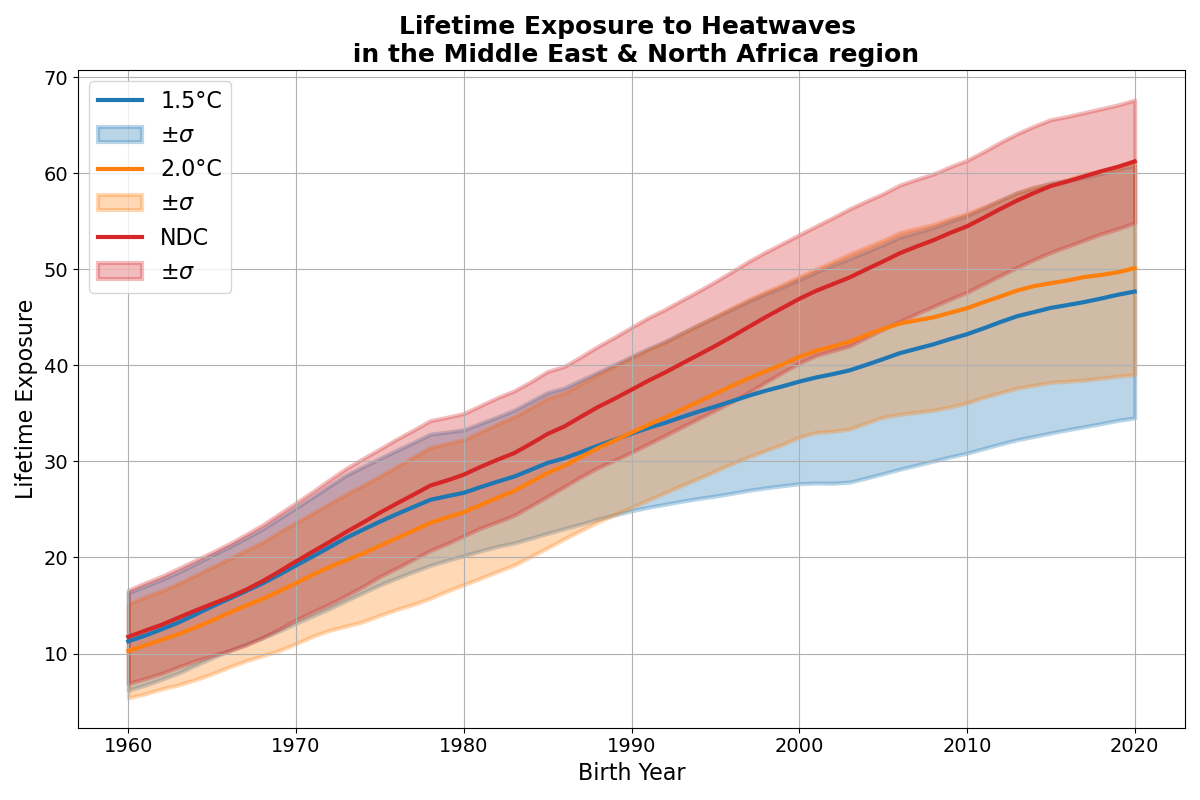 Lifetime Exposure to Heatwaves
in the Middle East & North Africa region
70
60
50
40
30
20
10
Lifetime Exposure
1.5°C
±σ
2.0°C
±σ
NDC
±σ
1960 1970 1980 1990 2000 2010 2020
Birth Year